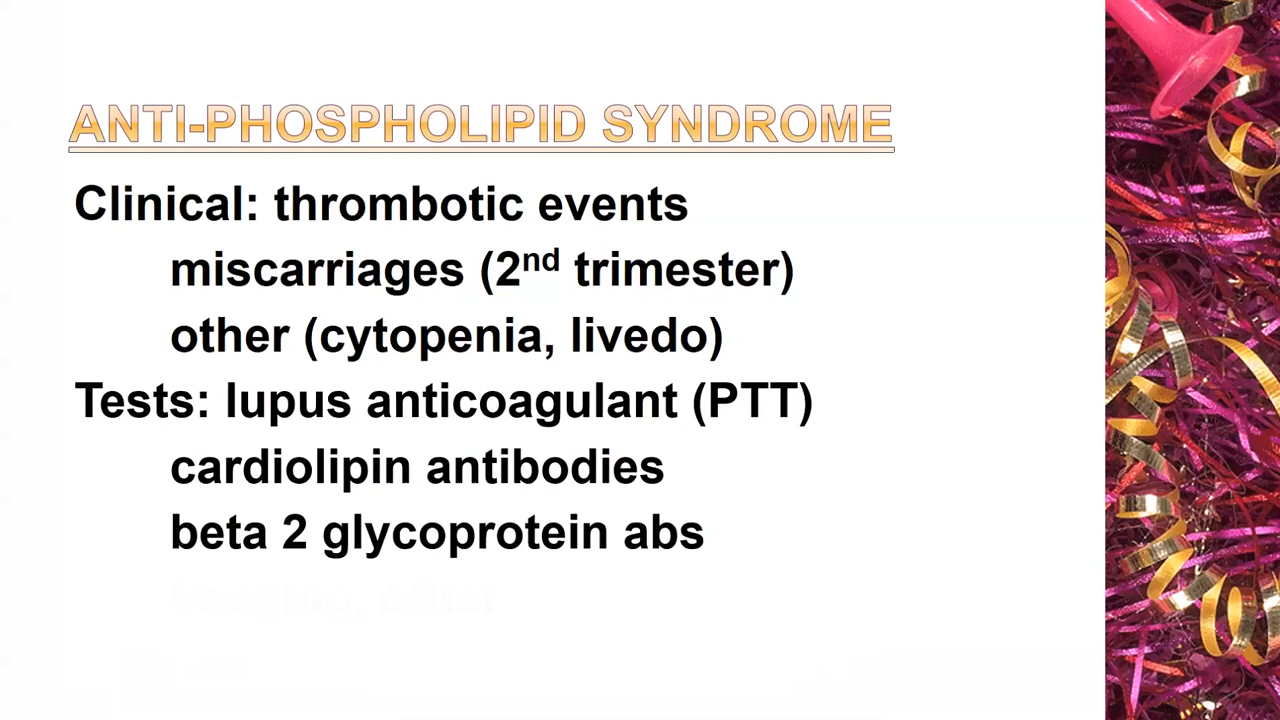 ANTI-PHOSPHOLIPID SYNDROME
Clinical: thrombotic events
miscarriages (2nd trimester)
other (cytopenia, livedo)
Tests: lupus anticoagulant (PTT)
cardiolipin antibodies
beta 2 glycoprotein abs